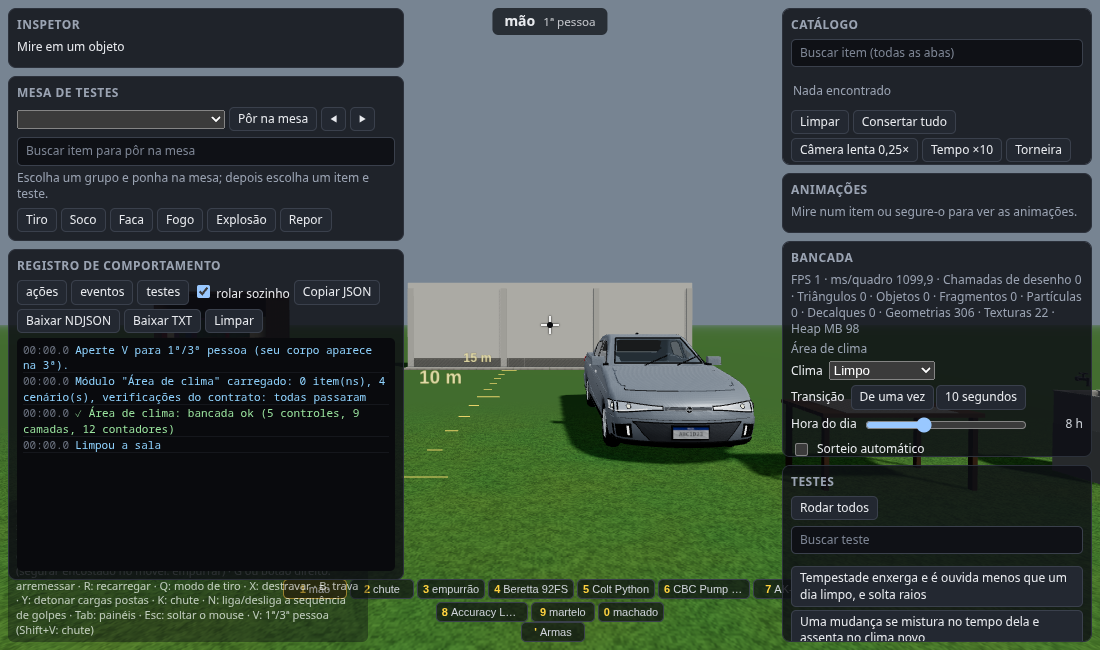 INSPETOR
Mire em um objeto
MESA DE TESTES
Pôr na mesa
◄
►
Buscar item para pôr na mesa
Escolha um grupo e ponha na mesa; depois escolha um item e
teste.
Tiro
Soco
Faca
Fogo
Explosão
Repor
REGISTRO DE COMPORTAMENTO
ações
eventos
testes
rolar sozinho
Copiar JSON
Baixar NDJSON
Baixar TXT
Limpar
00:00.0 Aperte V para 1ª/3ª pessoa (seu corpo aparece
na 3ª).
00:00.0 Módulo "Área de clima" carregado: 0 item(ns), 4
cenário(s), verificações do contrato: todas passaram
00:00.0 ✓ Área de clima: bancada ok (5 controles, 9
camadas, 12 contadores)
00:00.0 Limpou a sala
arremessar · R: recarregar · Q: modo de tiro · X: destravar · B: trava
· Y: detonar cargas postas · K: chute · N: liga/desliga a sequência
de golpes · Tab: painéis · Esc: soltar o mouse · V: 1ª/3ª pessoa
(Shift+V: chute)
mão 1ª pessoa
15 m
10 m
1 mão
2 chute
3 empurrão
4 Beretta 92FS
5 Colt Python
6 CBC Pump …
7 AK
8 Accuracy L…
9 martelo
0 machado
' Armas
CATÁLOGO
Buscar item (todas as abas)
Nada encontrado
Limpar
Consertar tudo
Câmera lenta 0,25×
Tempo ×10
Torneira
ANIMAÇÕES
Mire num item ou segure-o para ver as animações.
BANCADA
FPS 1 · ms/quadro 1099,9 · Chamadas de desenho 0
· Triângulos 0 · Objetos 0 · Fragmentos 0 · Partículas
0 · Decalques 0 · Geometrias 306 · Texturas 22 ·
Heap MB 98
Área de clima
Clima Limpo
Transição De uma vez 10 segundos
Hora do dia 8 h
Sorteio automático
TESTES
Rodar todos
Buscar teste
Tempestade enxerga e é ouvida menos que um
dia limpo, e solta raios
Uma mudança se mistura no tempo dela e
assenta no clima novo